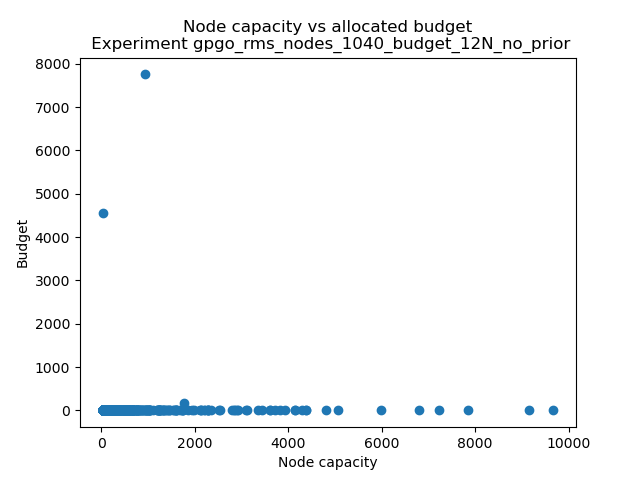 Node capacity vs allocated budget
Experiment gpgo_rms_nodes_1040_budget_12N_no_prior
8000
7000
6000
5000
4000
3000
2000
1000
0
Budget
0 2000 4000 6000 8000 10000
Node capacity